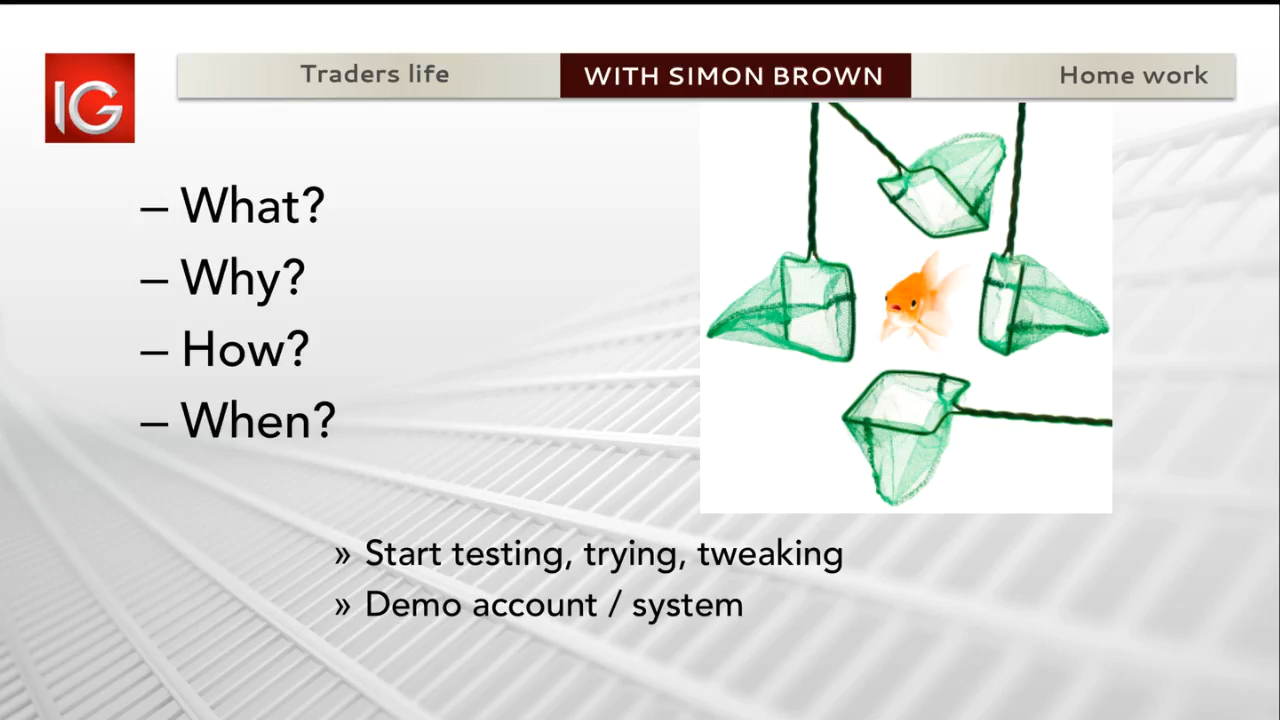 IG
Traders life
WITH SIMON BROWN
Home work
– What?
– Why?
– How?
– When?
» Start testing, trying, tweaking
» Demo account / system